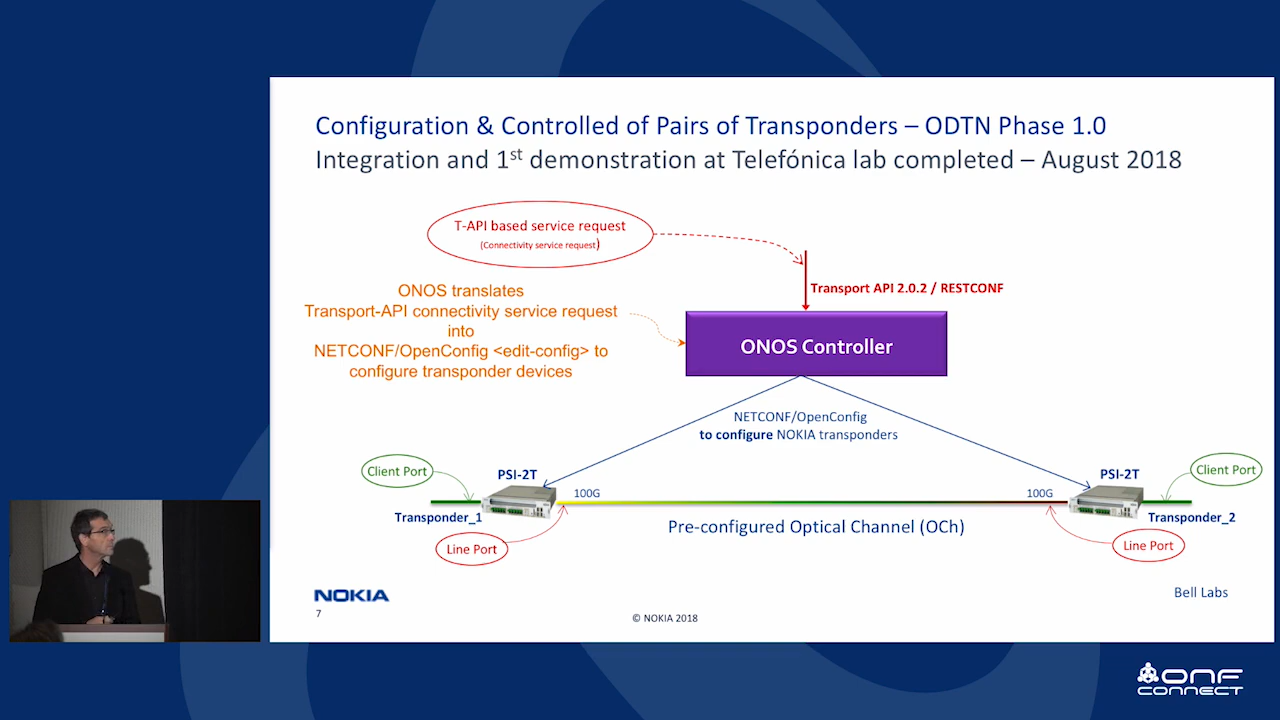 Configuration & Controlled of Pairs of Transponders – ODTN Phase 1.0
Integration and 1st demonstration at Telefónica lab completed – August 2018
T-API based service request
(Connectivity service request)
Transport API 2.0.2 / RESTCONF
ONOS translates
Transport-API connectivity service request
into
NETCONF/OpenConfig <edit-config> to
configure transponder devices
ONOS Controller
NETCONF/OpenConfig
to configure NOKIA transponders
Client Port
PSI-2T
PSI-2T
Client Port
100G
100G
Transponder_1
Transponder_2
Pre-configured Optical Channel (OCh)
Line Port
Line Port
NOKIA
Bell Labs
7
© NOKIA 2018
ONF
CONNECT